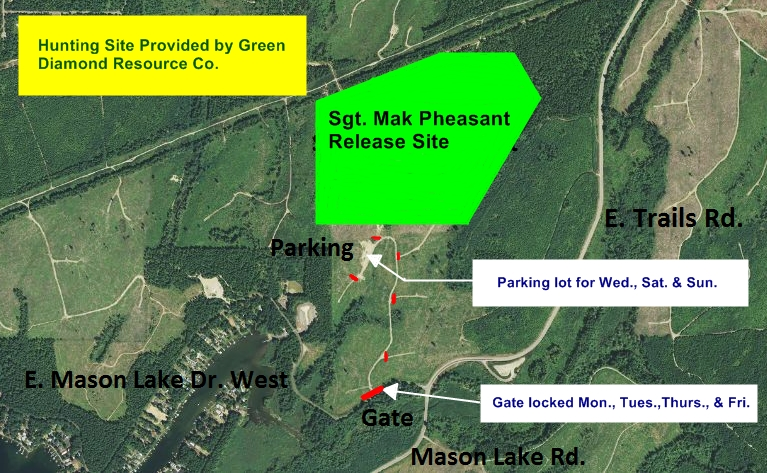 Hunting Site Provided by Green
Diamond Resource Co.
Sgt. Mak Pheasant
Release Site
E. Trails Rd.
Parking
Parking lot for Wed., Sat. & Sun.
E. Mason Lake Dr. West
Gate locked Mon., Tues.,Thurs., & Fri.
Gate
Mason Lake Rd.